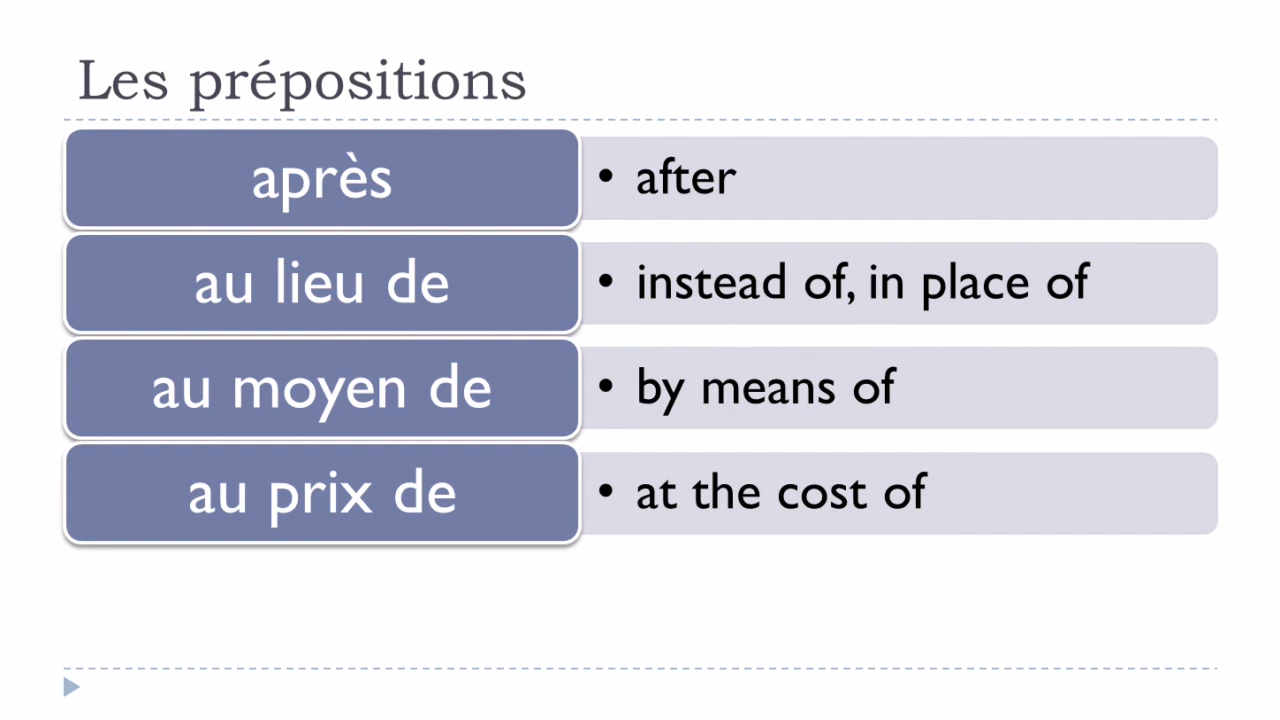 Les prépositions
après
• after
au lieu de
• instead of, in place of
au moyen de
• by means of
au prix de
• at the cost of